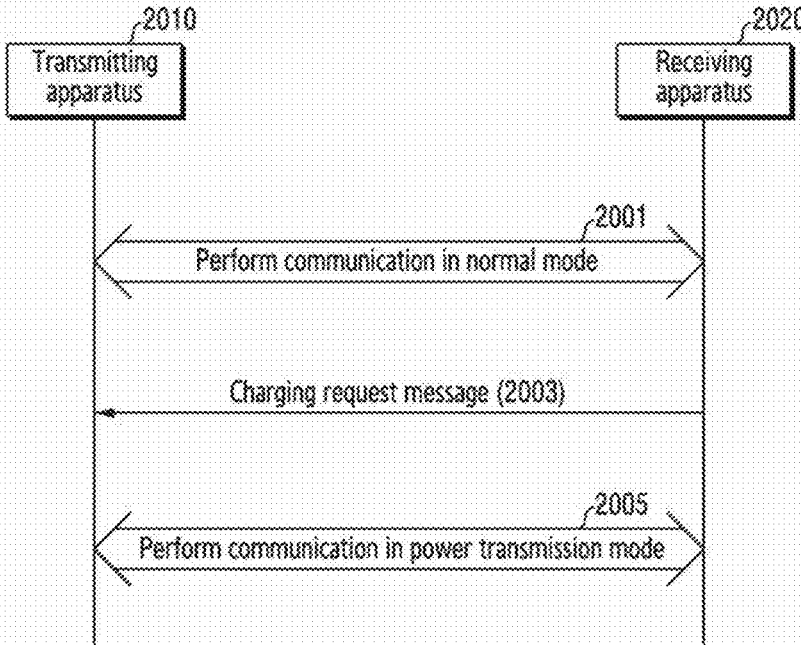 2010
2020
Transmitting
apparatus
Receiving
apparatus
2001
Perform communication in normal mode
Charging request message (2003)
2005
Perform communication in power transmission mode